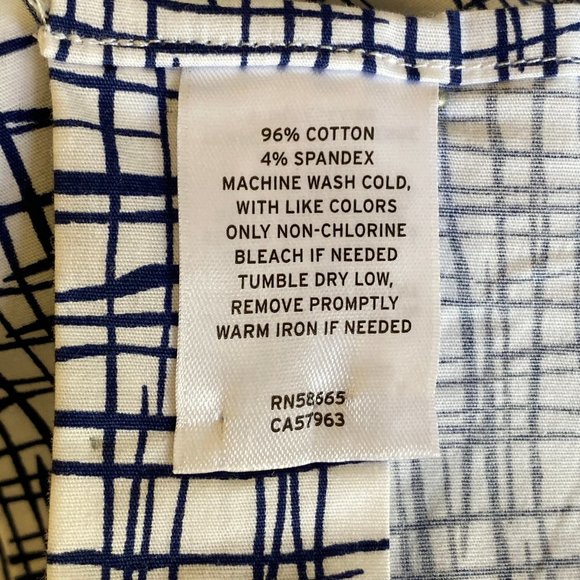 96% COTTON
4% SPANDEX
MACHINE WASH COLD,
WITH LIKE COLORS
ONLY NON-CHLORINE
BLEACH IF NEEDED
TUMBLE DRY LOW,
REMOVE PROMPTLY
WARM IRON IF NEEDED
RN58665
CA57963